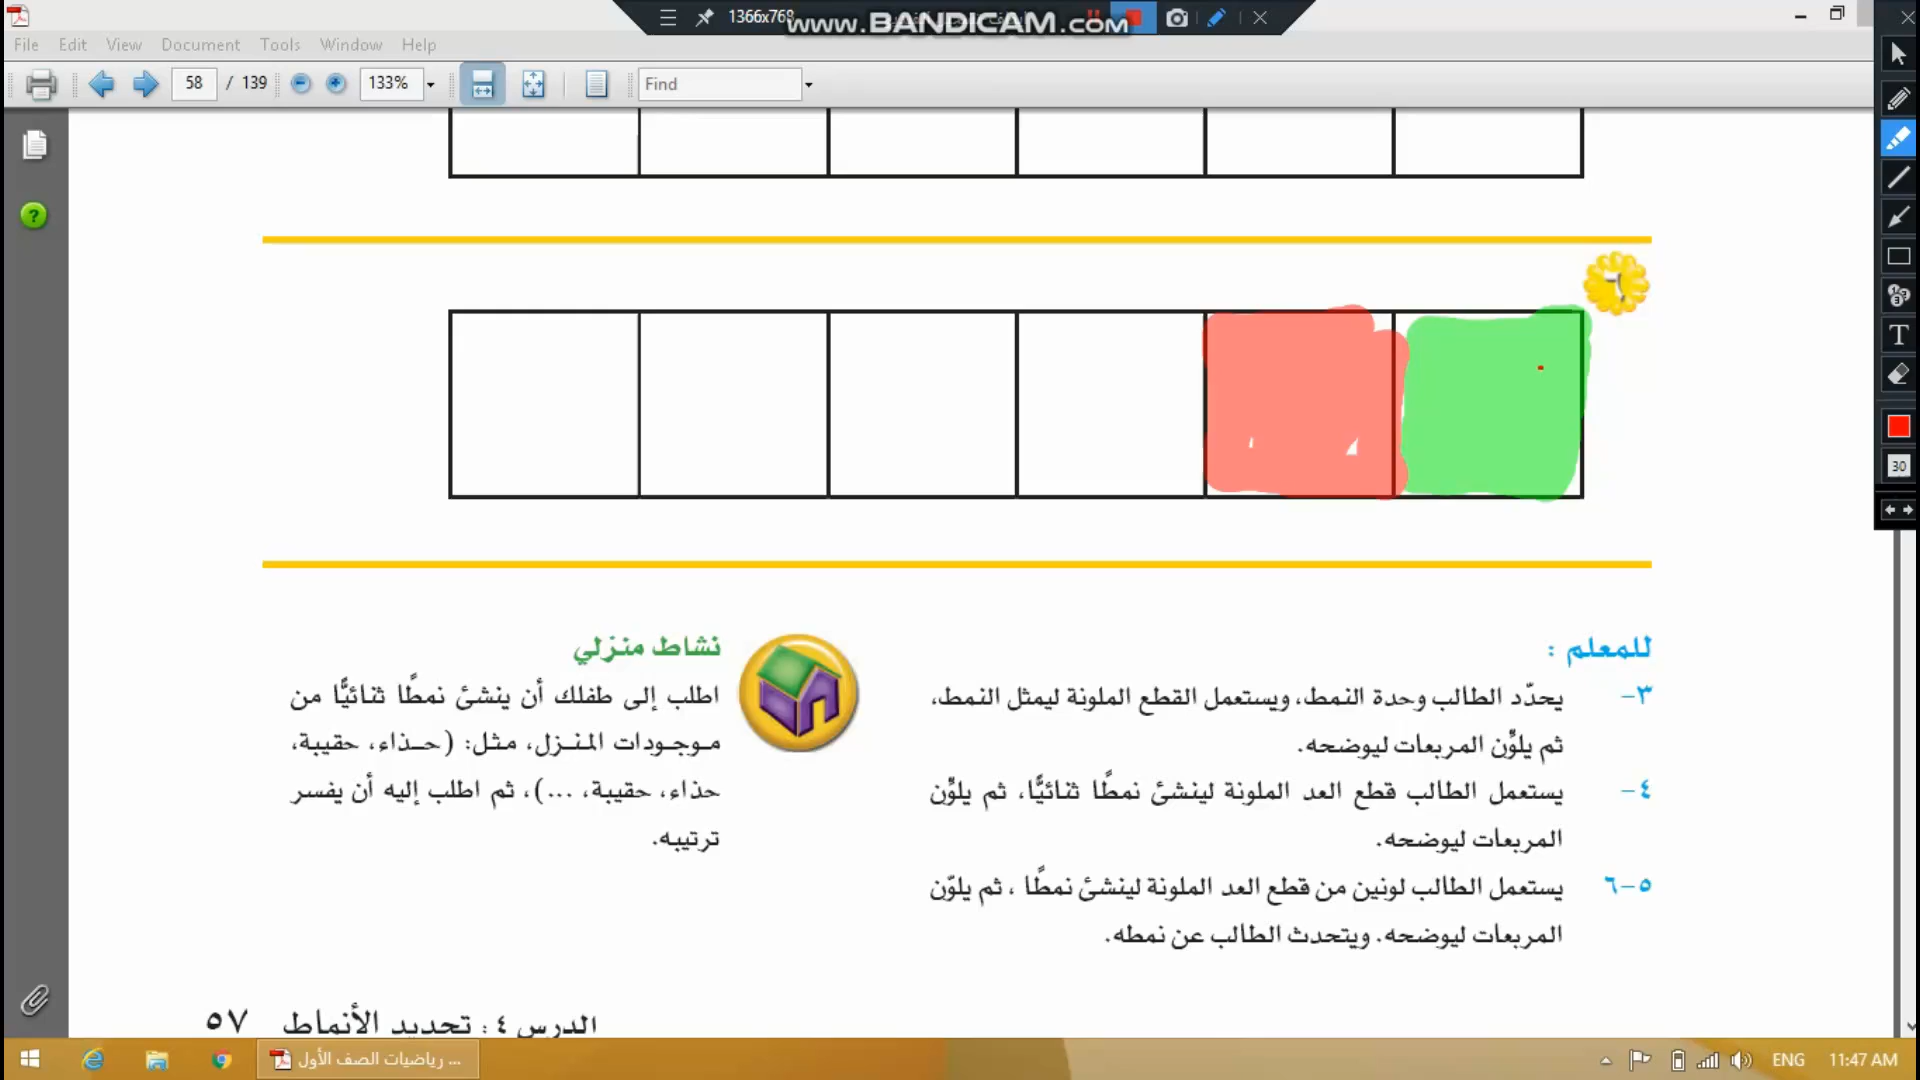 1366x768
www.BANDICAM.com
File Edit View Document Tools Window Help
58 / 139 133% Find
٦
للمعلم :
٣- يحدّد الطالب وحدة النمط، ويستعمل القطع الملونة ليمثل النمط،
ثم يلوِّن المربعات ليوضحه.
٤- يستعمل الطالب قطع العد الملونة لينشئ نمطًا ثنائيًّا، ثم يلوِّن
المربعات ليوضحه.
٥-٦ يستعمل الطالب لونين من قطع العد الملونة لينشئ نمطًا ، ثم يلوّن
المربعات ليوضحه. ويتحدث الطالب عن نمطه.
نشاط منزلي
اطلب إلى طفلك أن ينشئ نمطًا ثنائيًّا من
موجودات المنزل، مثل: (حذاء، حقيبة،
حذاء، حقيبة، ...)، ثم اطلب إليه أن يفسر
ترتيبه.
الدرس ٤ : تحديد الأنماط ٥٧
T
30
رياضيات الصف الأول ...
ENG 11:47 AM